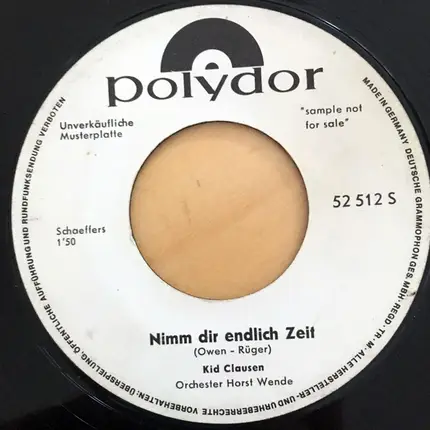 polydor
Unverkäufliche
Musterplatte
"sample not
for sale"
52 512 S
Schaeffers
1'50
Nimm dir endlich Zeit
(Owen - Rüger)
Kid Clausen
Orchester Horst Wende
MADE IN GERMANY DEUTSCHE GRAMMOPHON GES. MBH - REGD - TR - M - ALLE HERSTELLER - UND URHEBERRECHTE VORBEHALTEN: ÜBERSPIELUNG, ÖFFENTLICHE AUFFÜHRUNG UND RUNDFUNKSENDUNG VERBOTEN